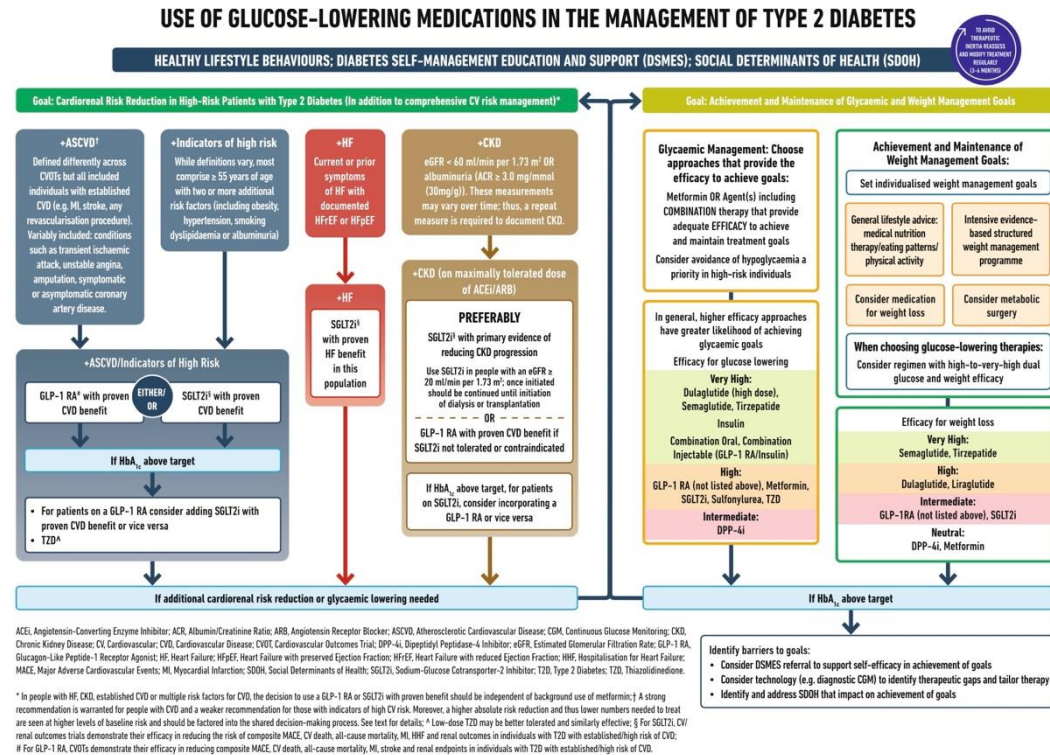 USE OF GLUCOSE-LOWERING MEDICATIONS IN THE MANAGEMENT OF TYPE 2 DIABETES
TO AVOID
THERAPEUTIC
INERTIA REASSESS
AND MODIFY TREATMENT
REGULARLY
(3-6 MONTHS)
HEALTHY LIFESTYLE BEHAVIOURS; DIABETES SELF-MANAGEMENT EDUCATION AND SUPPORT (DSMES); SOCIAL DETERMINANTS OF HEALTH (SDOH)
Goal: Cardiorenal Risk Reduction in High-Risk Patients with Type 2 Diabetes (In addition to comprehensive CV risk management)*
+ASCVD†
Defined differently across
CVOTs but all included
individuals with established
CVD (e.g. MI, stroke, any
revascularisation procedure).
Variably included: conditions
such as transient ischaemic
attack, unstable angina,
amputation, symptomatic
or asymptomatic coronary
artery disease.
+Indicators of high risk
While definitions vary, most
comprise ≥ 55 years of age
with two or more additional
risk factors (including obesity,
hypertension, smoking
dyslipidaemia or albuminuria)
+HF
Current or prior
symptoms
of HF with
documented
HFrEF or HFpEF
+CKD
eGFR < 60 ml/min per 1.73 m² OR
albuminuria (ACR ≥ 3.0 mg/mmol
(30mg/g)). These measurements
may vary over time; thus, a repeat
measure is required to document CKD.
+ASCVD/Indicators of High Risk
GLP-1 RA# with proven
CVD benefit
EITHER/
OR
SGLT2i§ with proven
CVD benefit
If HbA1c above target
• For patients on a GLP-1 RA consider adding SGLT2i with
proven CVD benefit or vice versa
• TZD^
+HF
SGLT2i§
with proven
HF benefit
in this
population
+CKD (on maximally tolerated dose
of ACEi/ARB)
PREFERABLY
SGLT2i§ with primary evidence of
reducing CKD progression
Use SGLT2i in people with an eGFR ≥
20 ml/min per 1.73 m²; once initiated
should be continued until initiation
of dialysis or transplantation
OR
GLP-1 RA with proven CVD benefit if
SGLT2i not tolerated or contraindicated
If HbA1c above target, for patients
on SGLT2i, consider incorporating a
GLP-1 RA or vice versa
If additional cardiorenal risk reduction or glycaemic lowering needed
Goal: Achievement and Maintenance of Glycaemic and Weight Management Goals
Glycaemic Management: Choose
approaches that provide the
efficacy to achieve goals:
Metformin OR Agent(s) including
COMBINATION therapy that provide
adequate EFFICACY to achieve
and maintain treatment goals
Consider avoidance of hypoglycaemia a
priority in high-risk individuals
In general, higher efficacy approaches
have greater likelihood of achieving
glycaemic goals
Efficacy for glucose lowering
Very High:
Dulaglutide (high dose),
Semaglutide, Tirzepatide
Insulin
Combination Oral, Combination
Injectable (GLP-1 RA/Insulin)
High:
GLP-1 RA (not listed above), Metformin,
SGLT2i, Sulfonylurea, TZD
Intermediate:
DPP-4i
Achievement and Maintenance of
Weight Management Goals:
Set individualised weight management goals
General lifestyle advice:
medical nutrition
therapy/eating patterns/
physical activity
Intensive evidence-
based structured
weight management
programme
Consider medication
for weight loss
Consider metabolic
surgery
When choosing glucose-lowering therapies:
Consider regimen with high-to-very-high dual
glucose and weight efficacy
Efficacy for weight loss
Very High:
Semaglutide, Tirzepatide
High:
Dulaglutide, Liraglutide
Intermediate:
GLP-1RA (not listed above), SGLT2i
Neutral:
DPP-4i, Metformin
If HbA1c above target
Identify barriers to goals:
• Consider DSMES referral to support self-efficacy in achievement of goals
• Consider technology (e.g. diagnostic CGM) to identify therapeutic gaps and tailor therapy
• Identify and address SDOH that impact on achievement of goals
ACEi, Angiotensin-Converting Enzyme Inhibitor; ACR, Albumin/Creatinine Ratio; ARB, Angiotensin Receptor Blocker; ASCVD, Atherosclerotic Cardiovascular Disease; CGM, Continuous Glucose Monitoring; CKD,
Chronic Kidney Disease; CV, Cardiovascular; CVD, Cardiovascular Disease; CVOT, Cardiovascular Outcomes Trial; DPP-4i, Dipeptidyl Peptidase-4 Inhibitor; eGFR, Estimated Glomerular Filtration Rate; GLP-1 RA,
Glucagon-Like Peptide-1 Receptor Agonist; HF, Heart Failure; HFpEF, Heart Failure with preserved Ejection Fraction; HFrEF, Heart Failure with reduced Ejection Fraction; HHF, Hospitalisation for Heart Failure;
MACE, Major Adverse Cardiovascular Events; MI, Myocardial Infarction; SDOH, Social Determinants of Health; SGLT2i, Sodium-Glucose Cotransporter-2 Inhibitor; T2D, Type 2 Diabetes; TZD, Thiazolidinedione.
* In people with HF, CKD, established CVD or multiple risk factors for CVD, the decision to use a GLP-1 RA or SGLT2i with proven benefit should be independent of background use of metformin; † A strong
recommendation is warranted for people with CVD and a weaker recommendation for those with indicators of high CV risk. Moreover, a higher absolute risk reduction and thus lower numbers needed to treat
are seen at higher levels of baseline risk and should be factored into the shared decision-making process. See text for details; ^ Low-dose TZD may be better tolerated and similarly effective; § For SGLT2i, CV/
renal outcomes trials demonstrate their efficacy in reducing the risk of composite MACE, CV death, all-cause mortality, MI, HHF and renal outcomes in individuals with T2D with established/high risk of CVD;
# For GLP-1 RA, CVOTs demonstrate their efficacy in reducing composite MACE, CV death, all-cause mortality, MI, stroke and renal endpoints in individuals with T2D with established/high risk of CVD.